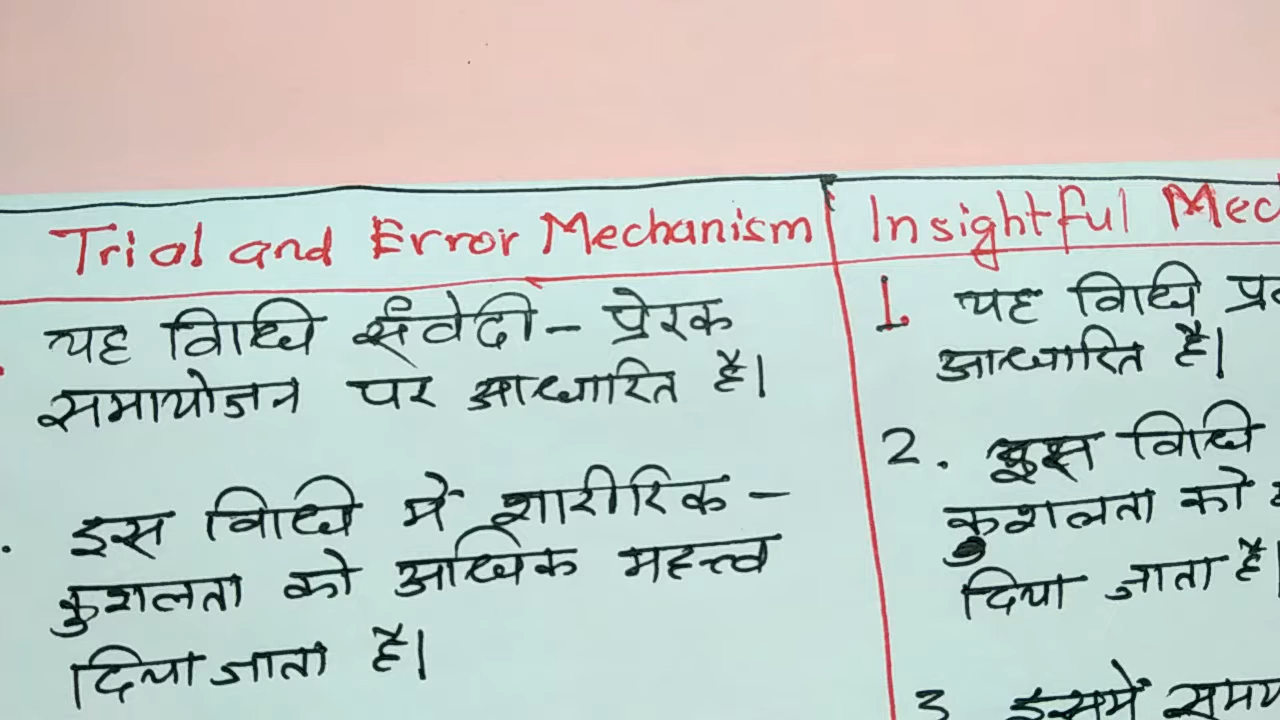 Trial and Error Mechanism
यह विधि संवेदी - प्रेरक
समायोजन पर आधारित है।
इस विधि में शारीरिक -
कुशलता को अधिक महत्त्व
दिया जाता है।
Insightful Mec
1. यह विधि
आधारित है।
2. इस विधि
कुशलता को
दिया जाता है।
3 इसमें समय